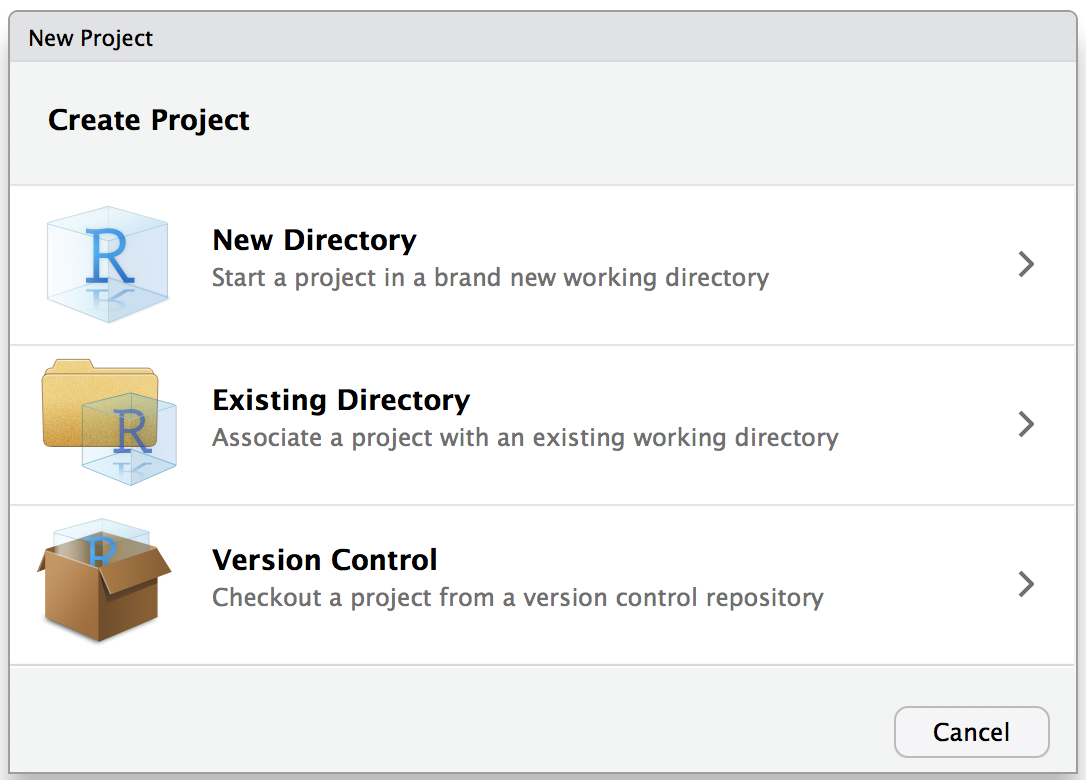 New Project
Create Project
R
New Directory
Start a project in a brand new working directory
R
Existing Directory
Associate a project with an existing working directory
R
Version Control
Checkout a project from a version control repository
Cancel